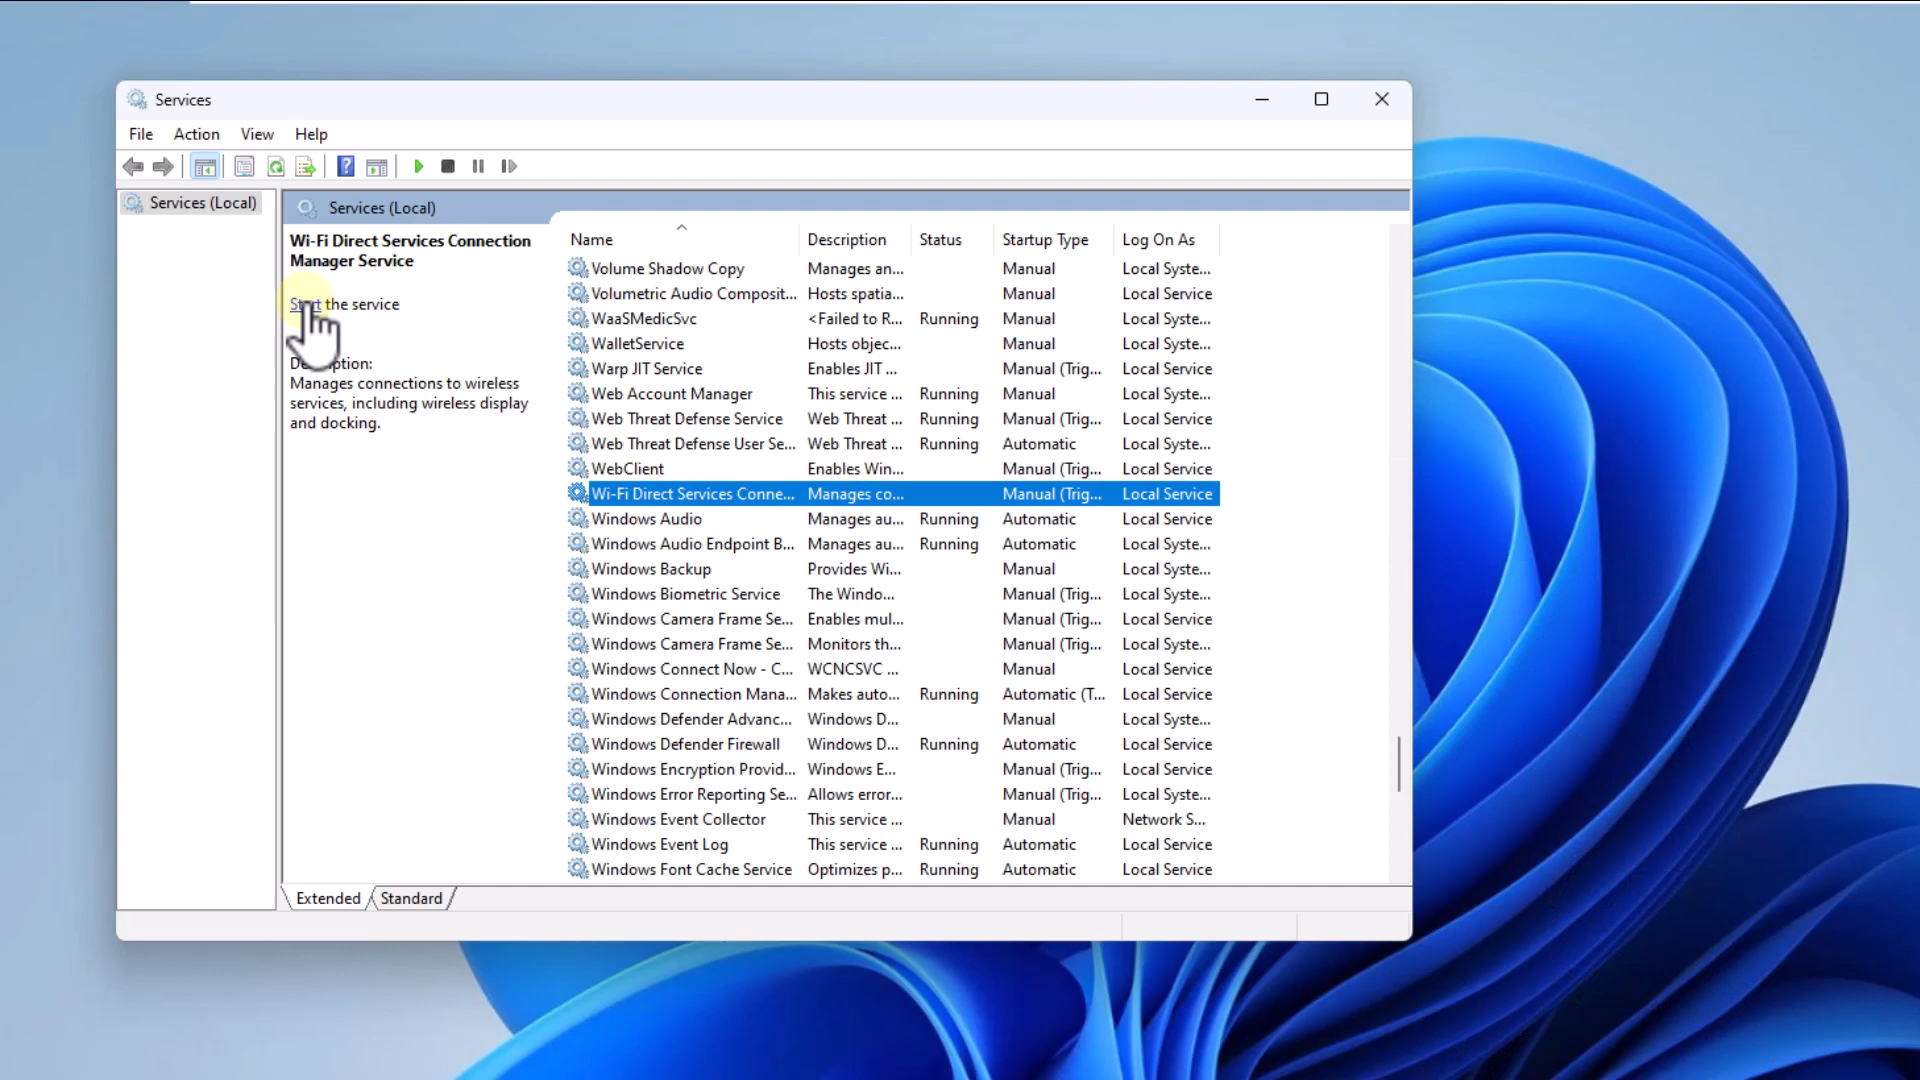 Services
File Action View Help
Services (Local)
Services (Local)
Wi-Fi Direct Services Connection
Manager Service
Start the service
Description:
Manages connections to wireless
services, including wireless display
and docking.
Name Description Status Startup Type Log On As
Volume Shadow Copy Manages an... Manual Local Syste...
Volumetric Audio Composit... Hosts spatia... Manual Local Service
WaaSMedicSvc <Failed to R... Running Manual Local Syste...
WalletService Hosts objec... Manual Local Syste...
Warp JIT Service Enables JIT ... Manual (Trig... Local Service
Web Account Manager This service ... Running Manual Local Syste...
Web Threat Defense Service Web Threat ... Running Manual (Trig... Local Service
Web Threat Defense User Se... Web Threat ... Running Automatic Local Syste...
WebClient Enables Win... Manual (Trig... Local Service
Wi-Fi Direct Services Conne... Manages co... Manual (Trig... Local Service
Windows Audio Manages au... Running Automatic Local Service
Windows Audio Endpoint B... Manages au... Running Automatic Local Syste...
Windows Backup Provides Wi... Manual Local Syste...
Windows Biometric Service The Windo... Manual (Trig... Local Syste...
Windows Camera Frame Se... Enables mul... Manual (Trig... Local Service
Windows Camera Frame Se... Monitors th... Manual (Trig... Local Syste...
Windows Connect Now - C... WCNCSVC ... Manual Local Service
Windows Connection Mana... Makes auto... Running Automatic (T... Local Service
Windows Defender Advanc... Windows D... Manual Local Syste...
Windows Defender Firewall Windows D... Running Automatic Local Service
Windows Encryption Provid... Windows E... Manual (Trig... Local Service
Windows Error Reporting Se... Allows error... Manual (Trig... Local Syste...
Windows Event Collector This service ... Manual Network S...
Windows Event Log This service ... Running Automatic Local Service
Windows Font Cache Service Optimizes p... Running Automatic Local Service
Extended Standard